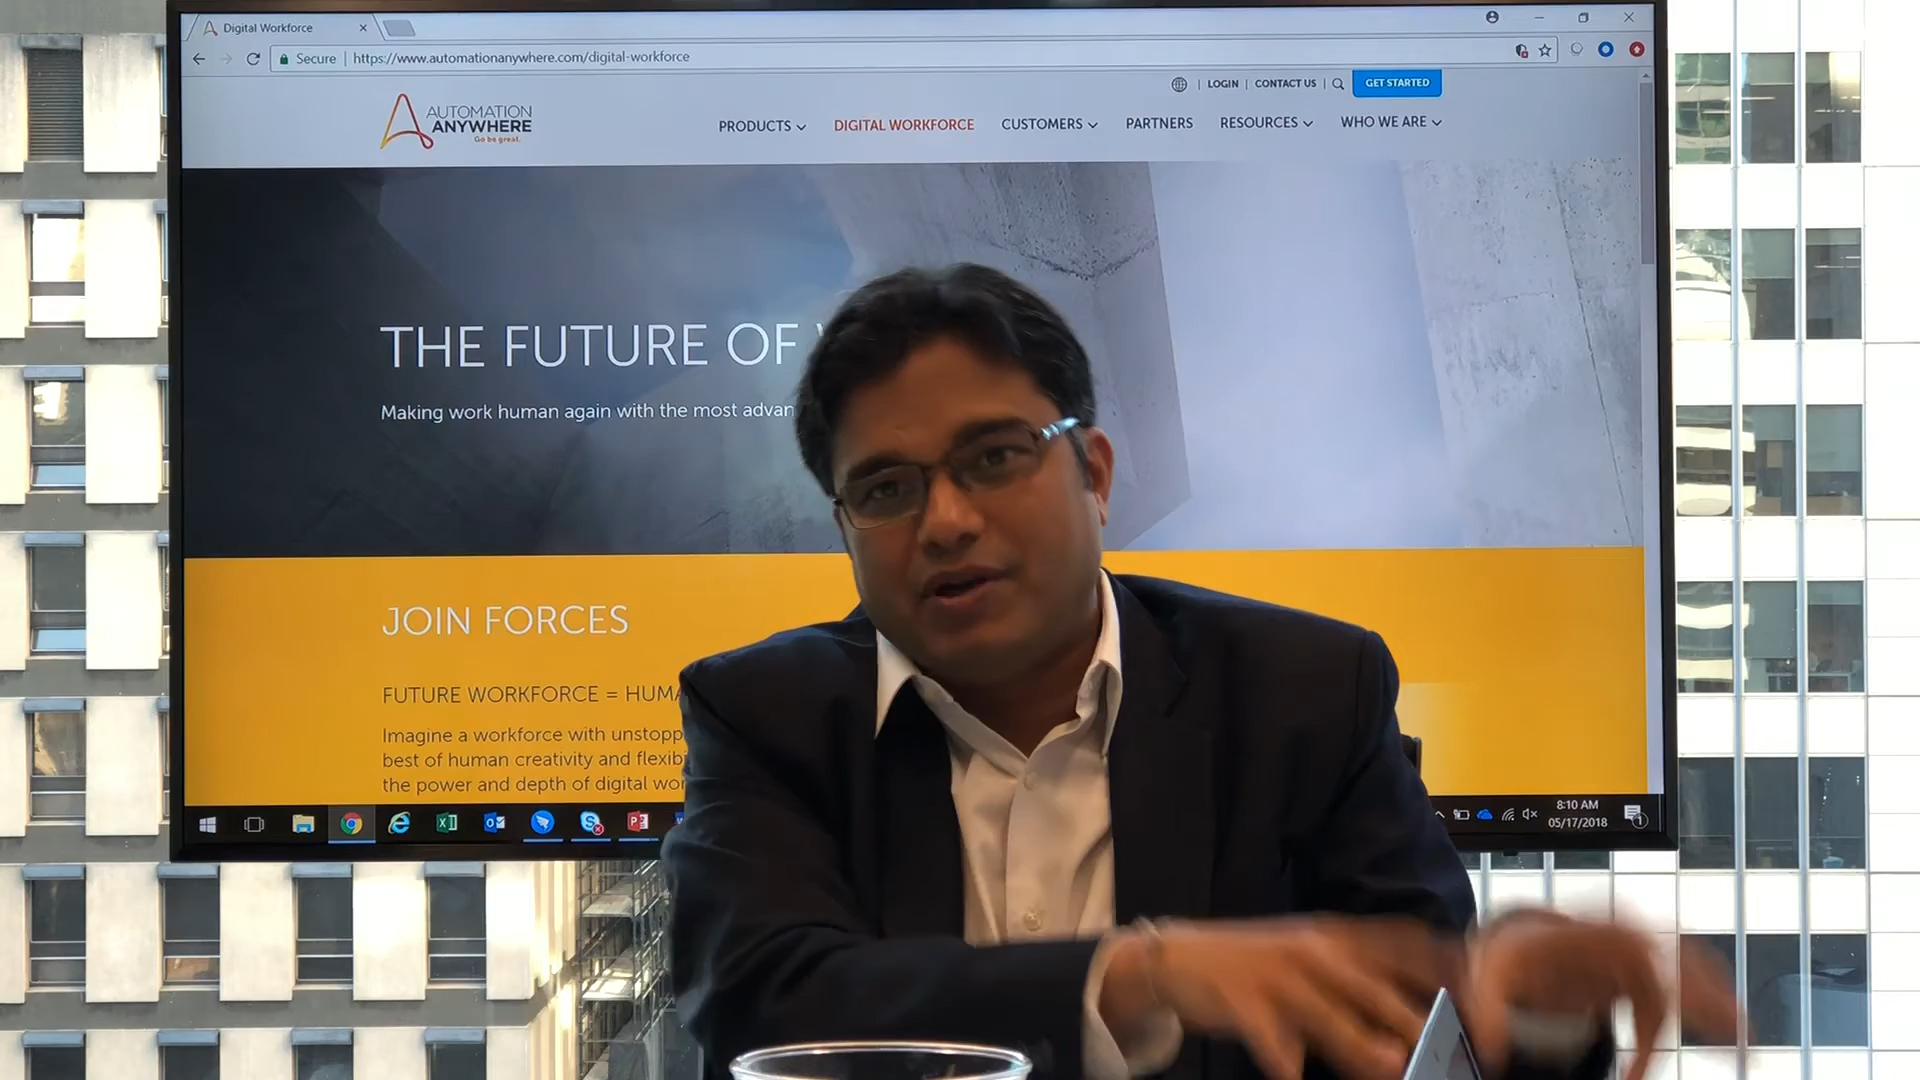 Digital Workforce
Secure | https://www.automationanywhere.com/digital-workforce
LOGIN | CONTACT US | GET STARTED
AUTOMATION
ANYWHERE
Go be great.
PRODUCTS DIGITAL WORKFORCE CUSTOMERS PARTNERS RESOURCES WHO WE ARE
THE FUTURE OF
Making work human again with the most advan
JOIN FORCES
FUTURE WORKFORCE = HUMA
Imagine a workforce with unstopp
best of human creativity and flexib
the power and depth of digital wor
8:10 AM
05/17/2018